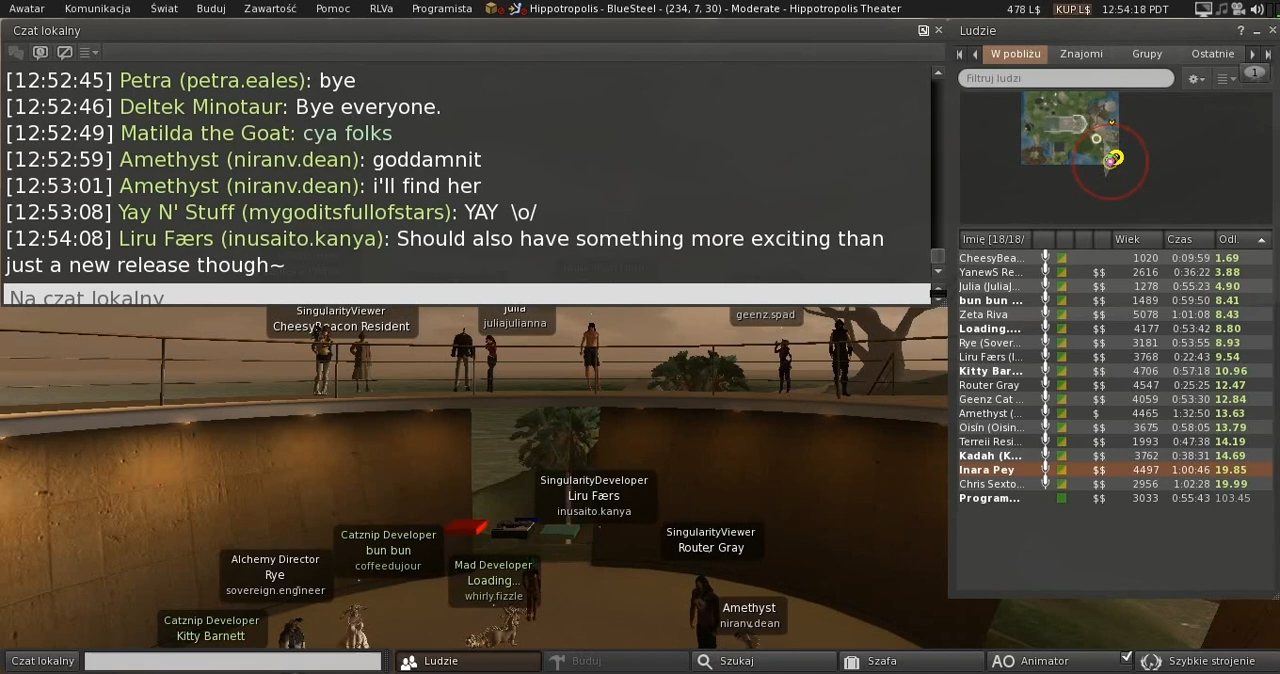 Awatar Komunikacja Świat Buduj Zawartość Pomoc RLVa Programista Hippotropolis - BlueSteel - (234, 7, 30) - Moderate - Hippotropolis Theater 478 L$ KUP L$ 12:54:18 PDT
Czat lokalny
[12:52:45] Petra (petra.eales): bye
[12:52:46] Deltek Minotaur: Bye everyone.
[12:52:49] Matilda the Goat: cya folks
[12:52:59] Amethyst (niranv.dean): goddamnit
[12:53:01] Amethyst (niranv.dean): i'll find her
[12:53:08] Yay N' Stuff (mygoditsfullofstars): YAY \o/
[12:54:08] Liru Færs (inusaito.kanya): Should also have something more exciting than
just a new release though~
Na czat lokalny
SingularityViewer
CheesyBeacon Resident
Julia
juliajulianna
geenz.spad
SingularityDeveloper
Liru Færs
inusaito.kanya
Catznip Developer
bun bun
coffeedujour
SingularityViewer
Router Gray
Alchemy Director
Rye
sovereign.engineer
Mad Developer
Loading...
whirly.fizzle
Catznip Developer
Kitty Barnett
Amethyst
niranv.dean
Ludzie
? – ×
W pobliżu Znajomi Grupy Ostatnie
Filtruj ludzi
1
Imię [18/18/ Wiek Czas Odl.
CheesyBea... 1020 0:09:59 1.69
YanewS Re... $$ 2616 0:36:22 3.88
Julia (JuliaJ... $$ 1278 0:55:23 4.90
bun bun ... $$ 1489 0:59:50 8.41
Zeta Riva $$ 5078 1:01:08 8.43
Loading.... $$ 4177 0:53:42 8.80
Rye (Sover... $$ 3181 0:53:55 8.93
Liru Færs (I... $$ 3768 0:22:43 9.54
Kitty Bar... $$ 4706 0:57:18 10.96
Router Gray $$ 4547 0:25:25 12.47
Geenz Cat ... $$ 4059 0:53:30 12.84
Amethyst (... $ 4465 1:32:50 13.63
Oisín (Oisin... $$ 3675 0:58:05 13.79
Terreii Resi... $$ 1993 0:47:38 14.19
Kadah (K... $$ 3762 0:38:31 14.69
Inara Pey $$ 4497 1:00:46 19.85
Chris Sexto... $$ 2956 1:02:28 19.99
Program... $$ 3033 0:55:43 103.45
Czat lokalny Ludzie Buduj Szukaj Szafa AO Animator Szybkie strojenie